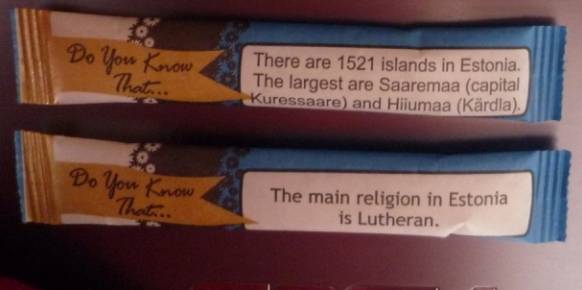 Do You Know
That...
There are 1521 islands in Estonia.
The largest are Saaremaa (capital
Kuressaare) and Hiiumaa (Kärdla).
Do You Know
That...
The main religion in Estonia
is Lutheran.